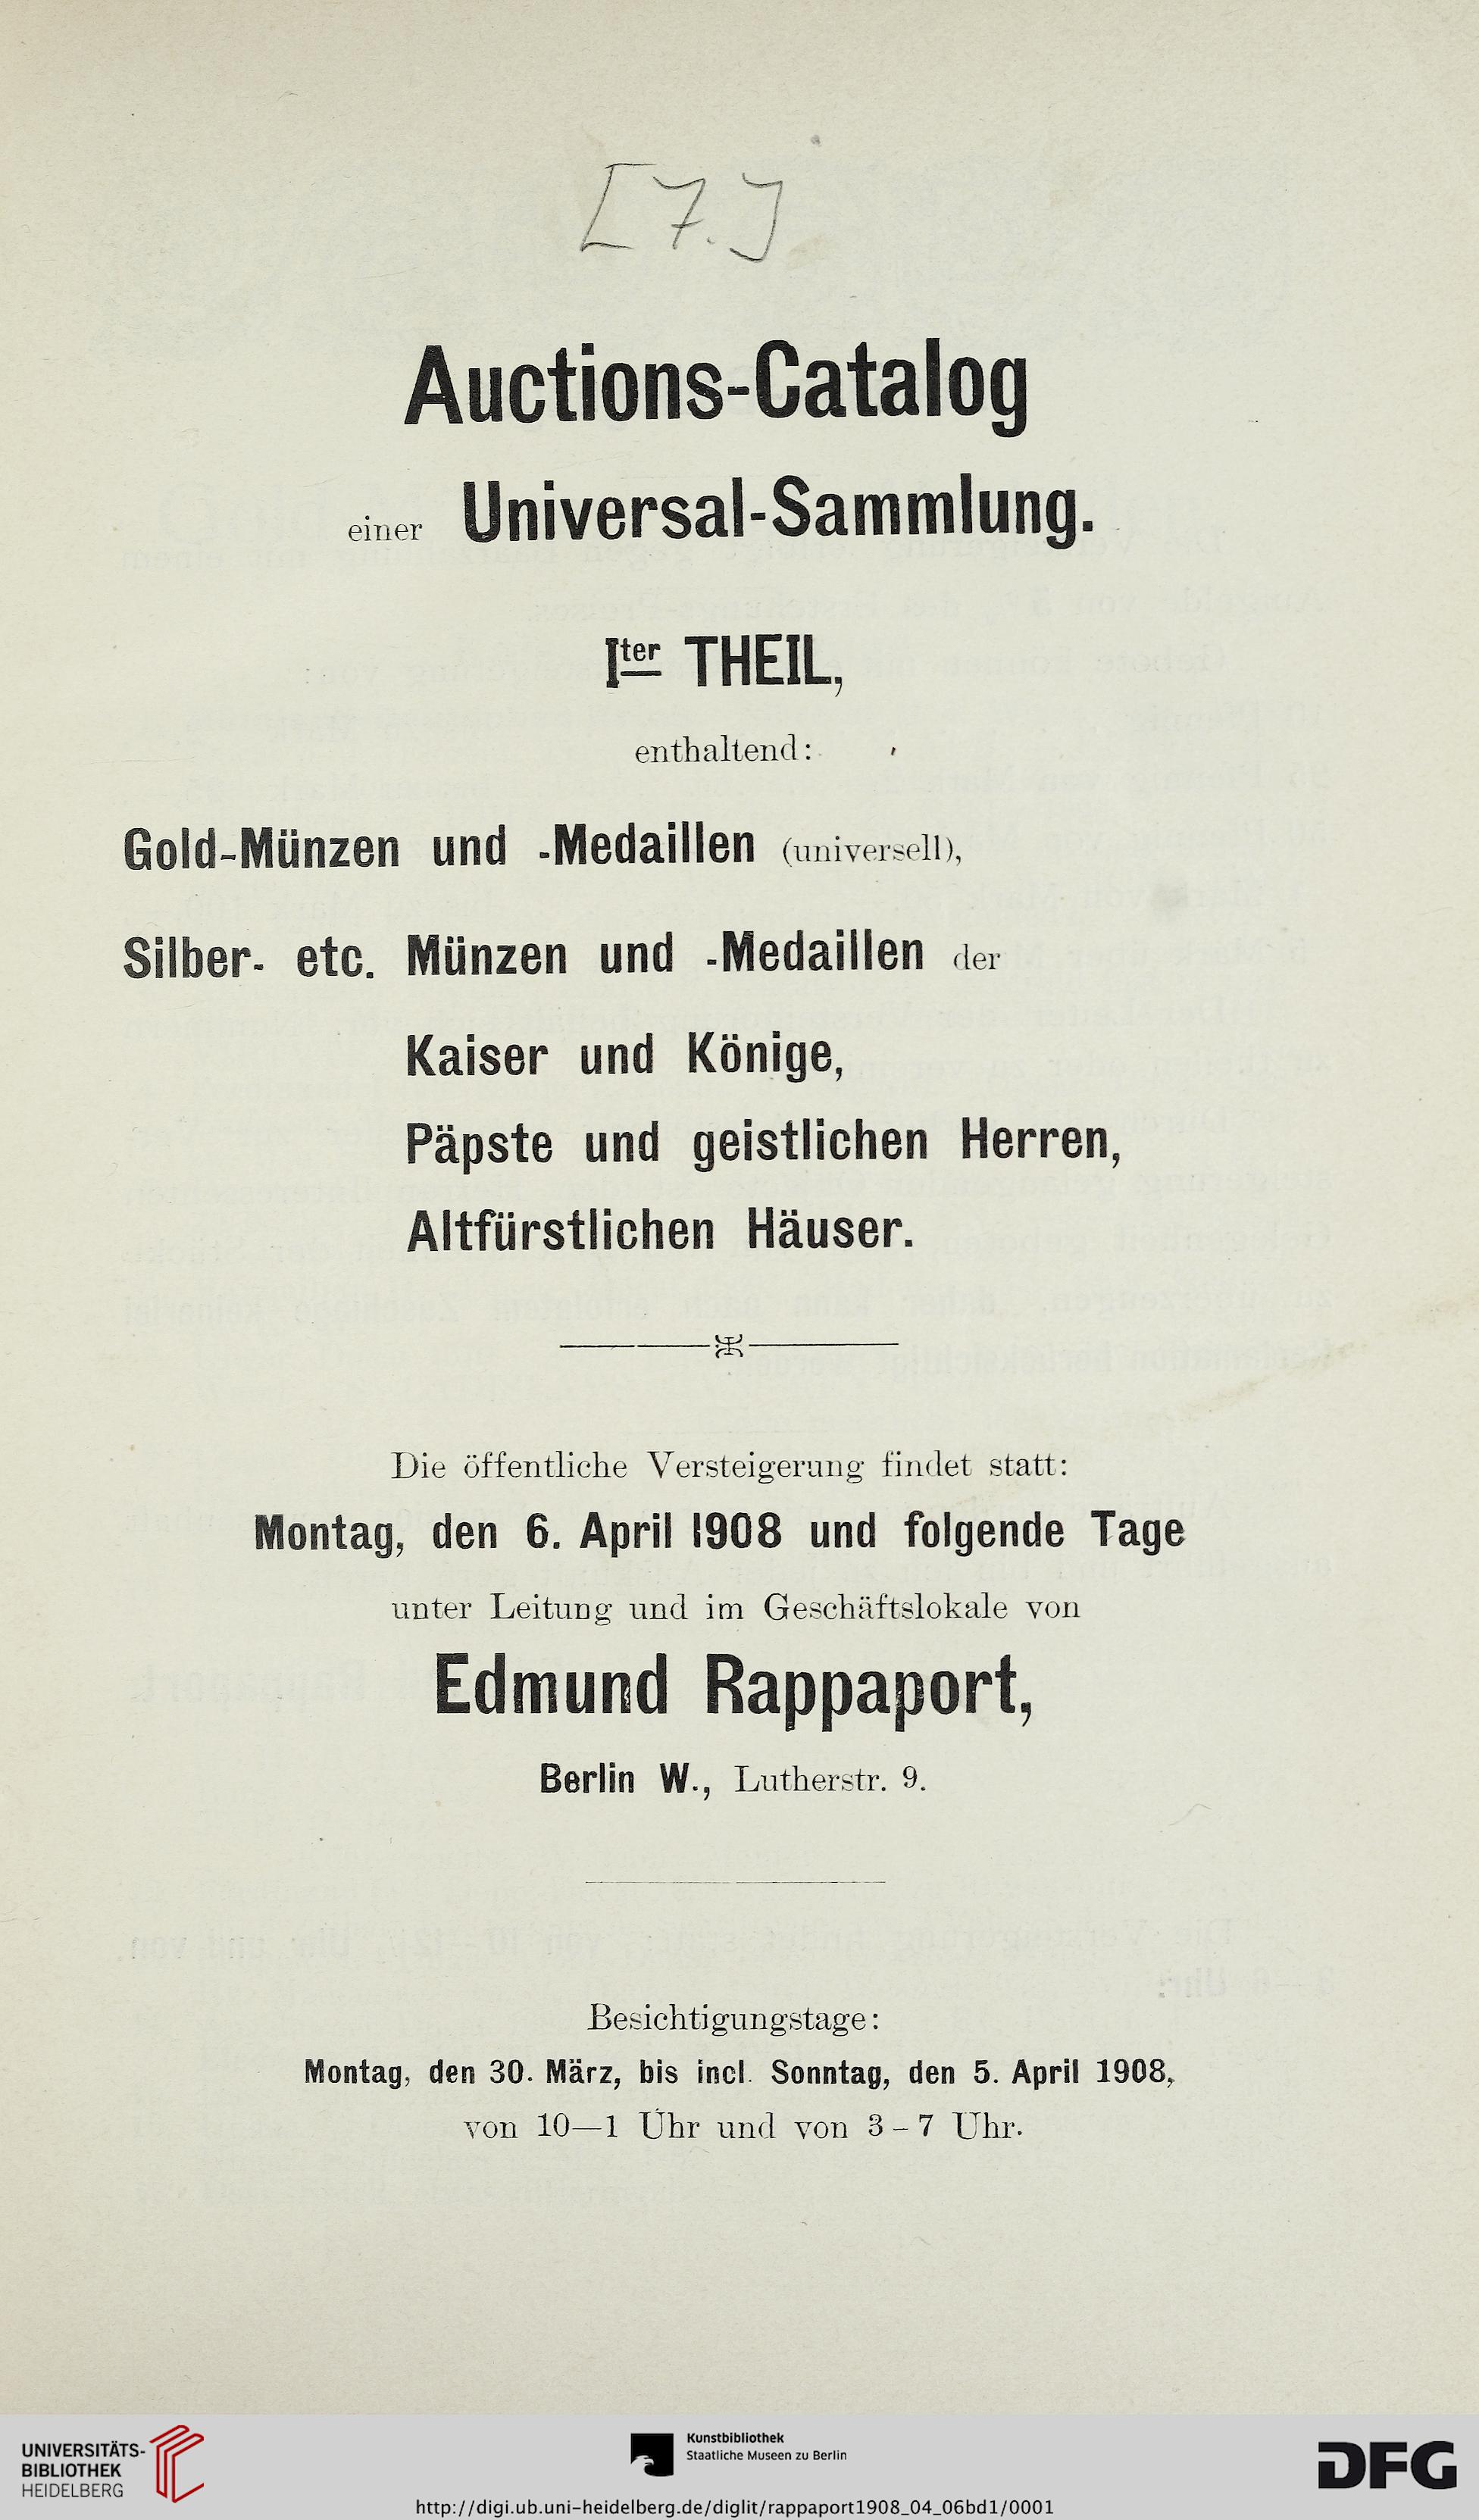 [7.]
Auctions-Catalog
einer Universal-Sammlung.
Iter THEIL,
enthaltend:
Gold-Münzen und -Medaillen (universell),
Silber- etc. Münzen und -Medaillen der
Kaiser und Könige,
Päpste und geistlichen Herren,
Altfürstlichen Häuser.
Die öffentliche Versteigerung findet statt:
Montag, den 6. April 1908 und folgende Tage
unter Leitung und im Geschäftslokale von
Edmund Rappaport,
Berlin W., Lutherstr. 9.
Besichtigungstage:
Montag, den 30. März, bis incl. Sonntag, den 5. April 1908,
von 10—1 Uhr und von 3-7 Uhr.
UNIVERSITÄTS-
BIBLIOTHEK
HEIDELBERG
Kunstbibliothek
Staatliche Museen zu Berlin
DFG
http://digi.ub.uni-heidelberg.de/diglit/rappaport1908_04_06bd1/0001